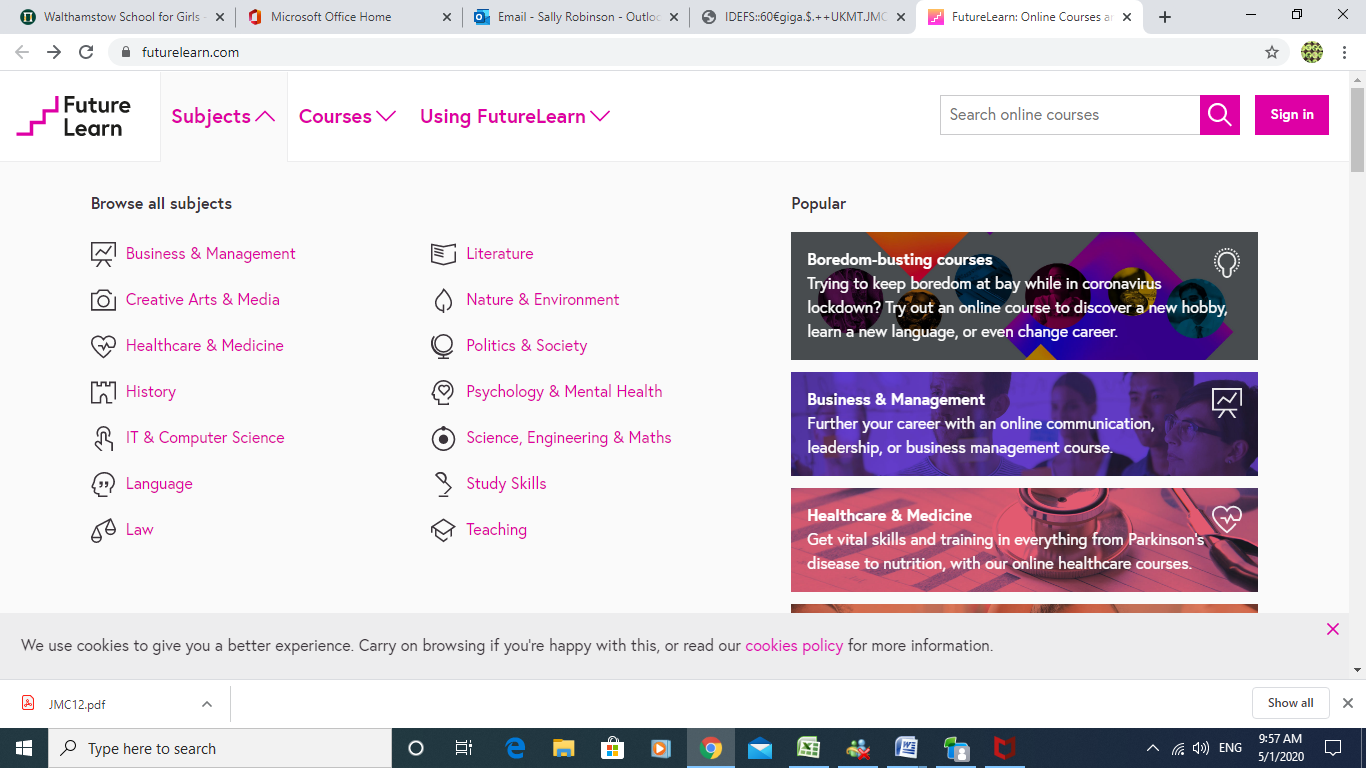 Walthamstow School for Girls
Microsoft Office Home
Email - Sally Robinson - Outloo
IDEFS::60€giga.$.++UKMT.JMC
FutureLearn: Online Courses a
futurelearn.com
Future
Learn
Subjects
Courses
Using FutureLearn
Search online courses
Sign in
Browse all subjects
Business & Management
Creative Arts & Media
Healthcare & Medicine
History
IT & Computer Science
Language
Law
Literature
Nature & Environment
Politics & Society
Psychology & Mental Health
Science, Engineering & Maths
Study Skills
Teaching
Popular
Boredom-busting courses
Trying to keep boredom at bay while in coronavirus
lockdown? Try out an online course to discover a new hobby,
learn a new language, or even change career.
Business & Management
Further your career with an online communication,
leadership, or business management course.
Healthcare & Medicine
Get vital skills and training in everything from Parkinson's
disease to nutrition, with our online healthcare courses.
We use cookies to give you a better experience. Carry on browsing if you're happy with this, or read our cookies policy for more information.
JMC12.pdf
Show all
Type here to search
ENG
9:57 AM
5/1/2020